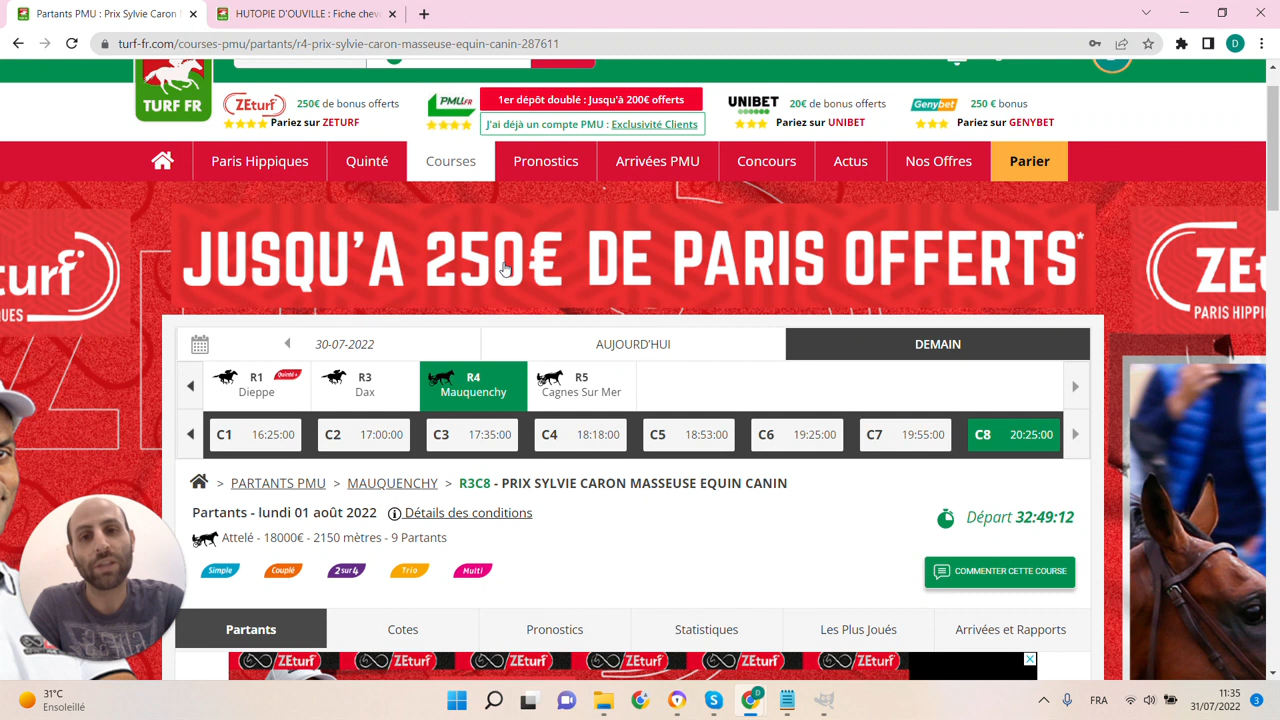 Partants PMU : Prix Sylvie Caron
HUTOPIE D'OUVILLE : Fiche chev
turf-fr.com/courses-pmu/partants/r4-prix-sylvie-caron-masseuse-equin-canin-287611
D
TURF FR
ZEturf 250€ de bonus offerts
Pariez sur ZETURF
PMU.FR 1er dépôt doublé : Jusqu'à 200€ offerts
J'ai déjà un compte PMU : Exclusivité Clients
UNIBET 20€ de bonus offerts
Pariez sur UNIBET
Genybet 250 € bonus
Pariez sur GENYBET
Paris Hippiques Quinté Courses Pronostics Arrivées PMU Concours Actus Nos Offres Parier
JUSQU'A 250€ DE PARIS OFFERTS*
eturf
ZEt
QUES
PARIS HIPPI
30-07-2022 AUJOURD'HUI DEMAIN
R1 Quinté+ R3 R4 R5
Dieppe Dax Mauquenchy Cagnes Sur Mer
C1 16:25:00 C2 17:00:00 C3 17:35:00 C4 18:18:00 C5 18:53:00 C6 19:25:00 C7 19:55:00 C8 20:25:00
> PARTANTS PMU > MAUQUENCHY > R3C8 - PRIX SYLVIE CARON MASSEUSE EQUIN CANIN
Partants - lundi 01 août 2022 Détails des conditions
Départ 32:49:12
Attelé - 18000€ - 2150 mètres - 9 Partants
Simple Couplé 2 sur 4 Trio Multi
COMMENTER CETTE COURSE
Partants Cotes Pronostics Statistiques Les Plus Joués Arrivées et Rapports
ZEturf ZEturf ZEturf ZEturf ZEturf ZEturf
31°C
Ensoleillé
D
FRA
11:35
31/07/2022
3